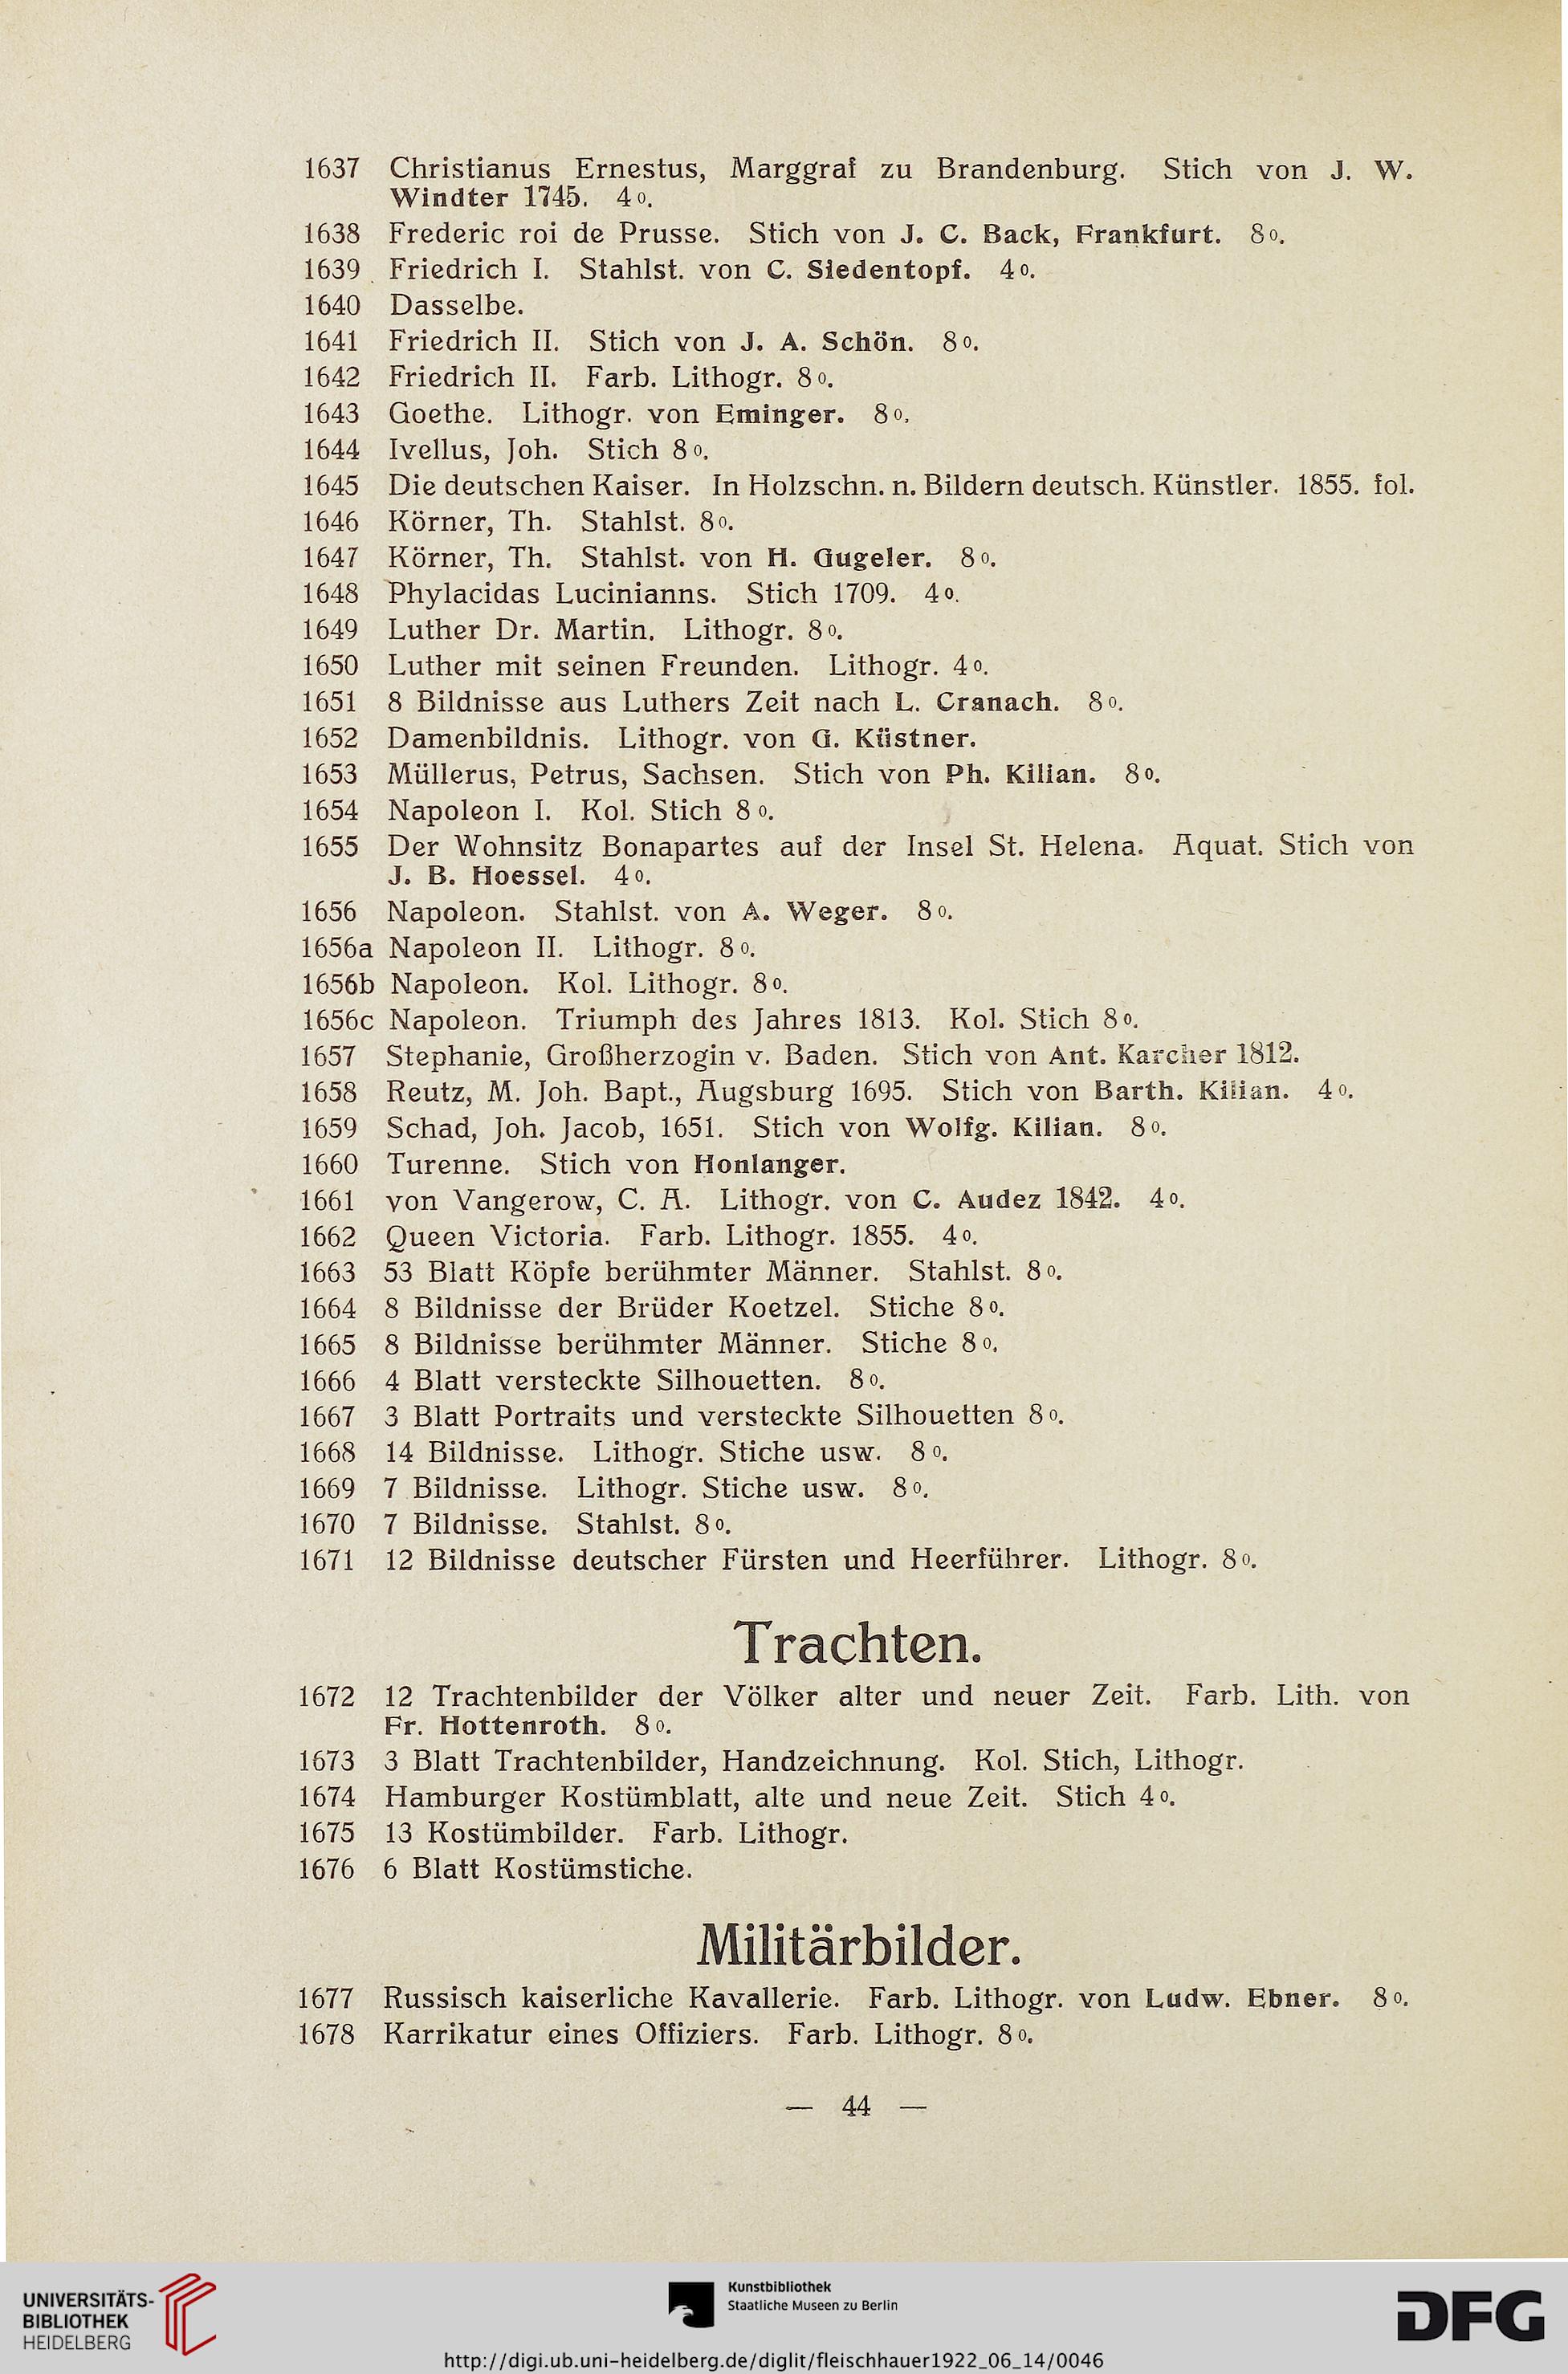 1637 Christianus Ernestus, Marggraf zu Brandenburg. Stich von J. W.
Windter 1745. 4o.
1638 Frederic roi de Prusse. Stich von J. C. Back, Frankfurt. 8o.
1639 Friedrich I. Stahlst. von C. Siedentopf. 4o.
1640 Dasselbe.
1641 Friedrich II. Stich von J. A. Schön. 8o.
1642 Friedrich II. Farb. Lithogr. 8o.
1643 Goethe. Lithogr. von Eminger. 8o.
1644 Ivellus, Joh. Stich 8o.
1645 Die deutschen Kaiser. In Holzschn. n. Bildern deutsch. Künstler. 1855. fol.
1646 Körner, Th. Stahlst. 8o.
1647 Körner, Th. Stahlst. von H. Gugeler. 8o.
1648 Phylacidas Lucinianns. Stich 1709. 4o.
1649 Luther Dr. Martin. Lithogr. 8o.
1650 Luther mit seinen Freunden. Lithogr. 4o.
1651 8 Bildnisse aus Luthers Zeit nach L. Cranach. 8o.
1652 Damenbildnis. Lithogr. von G. Küstner.
1653 Müllerus, Petrus, Sachsen. Stich von Ph. Kilian. 8o.
1654 Napoleon I. Kol. Stich 8o.
1655 Der Wohnsitz Bonapartes auf der Insel St. Helena. Aquat. Stich von
J. B. Hoessel. 4o.
1656 Napoleon. Stahlst. von A. Weger. 8o.
1656a Napoleon II. Lithogr. 8o.
1656b Napoleon. Kol. Lithogr. 8o.
1656c Napoleon. Triumph des Jahres 1813. Kol. Stich 8o.
1657 Stephanie, Großherzogin v. Baden. Stich von Ant. Karcher 1812.
1658 Reutz, M. Joh. Bapt., Augsburg 1695. Stich von Barth. Kilian. 4o.
1659 Schad, Joh. Jacob, 1651. Stich von Wolfg. Kilian. 8o.
1660 Turenne. Stich von Honlanger.
1661 von Vangerow, C. A. Lithogr. von C. Audez 1842. 4o.
1662 Queen Victoria. Farb. Lithogr. 1855. 4o.
1663 53 Blatt Köpfe berühmter Männer. Stahlst. 8o.
1664 8 Bildnisse der Brüder Koetzel. Stiche 8o.
1665 8 Bildnisse berühmter Männer. Stiche 8o.
1666 4 Blatt versteckte Silhouetten. 8o.
1667 3 Blatt Portraits und versteckte Silhouetten 8o.
1668 14 Bildnisse. Lithogr. Stiche usw. 8o.
1669 7 Bildnisse. Lithogr. Stiche usw. 8o.
1670 7 Bildnisse. Stahlst. 8o.
1671 12 Bildnisse deutscher Fürsten und Heerführer. Lithogr. 8o.
Trachten.
1672 12 Trachtenbilder der Völker alter und neuer Zeit. Farb. Lith. von
Fr. Hottenroth. 8o.
1673 3 Blatt Trachtenbilder, Handzeichnung. Kol. Stich, Lithogr.
1674 Hamburger Kostümblatt, alte und neue Zeit. Stich 4o.
1675 13 Kostümbilder. Farb. Lithogr.
1676 6 Blatt Kostümstiche.
Militärbilder.
1677 Russisch kaiserliche Kavallerie. Farb. Lithogr. von Ludw. Ebner. 8o.
1678 Karrikatur eines Offiziers. Farb. Lithogr. 8o.
— 44 —
UNIVERSITÄTS-
BIBLIOTHEK
HEIDELBERG
Kunstbibliothek
Staatliche Museen zu Berlin
DFG
http://digi.ub.uni-heidelberg.de/diglit/fleischhauer1922_06_14/0046